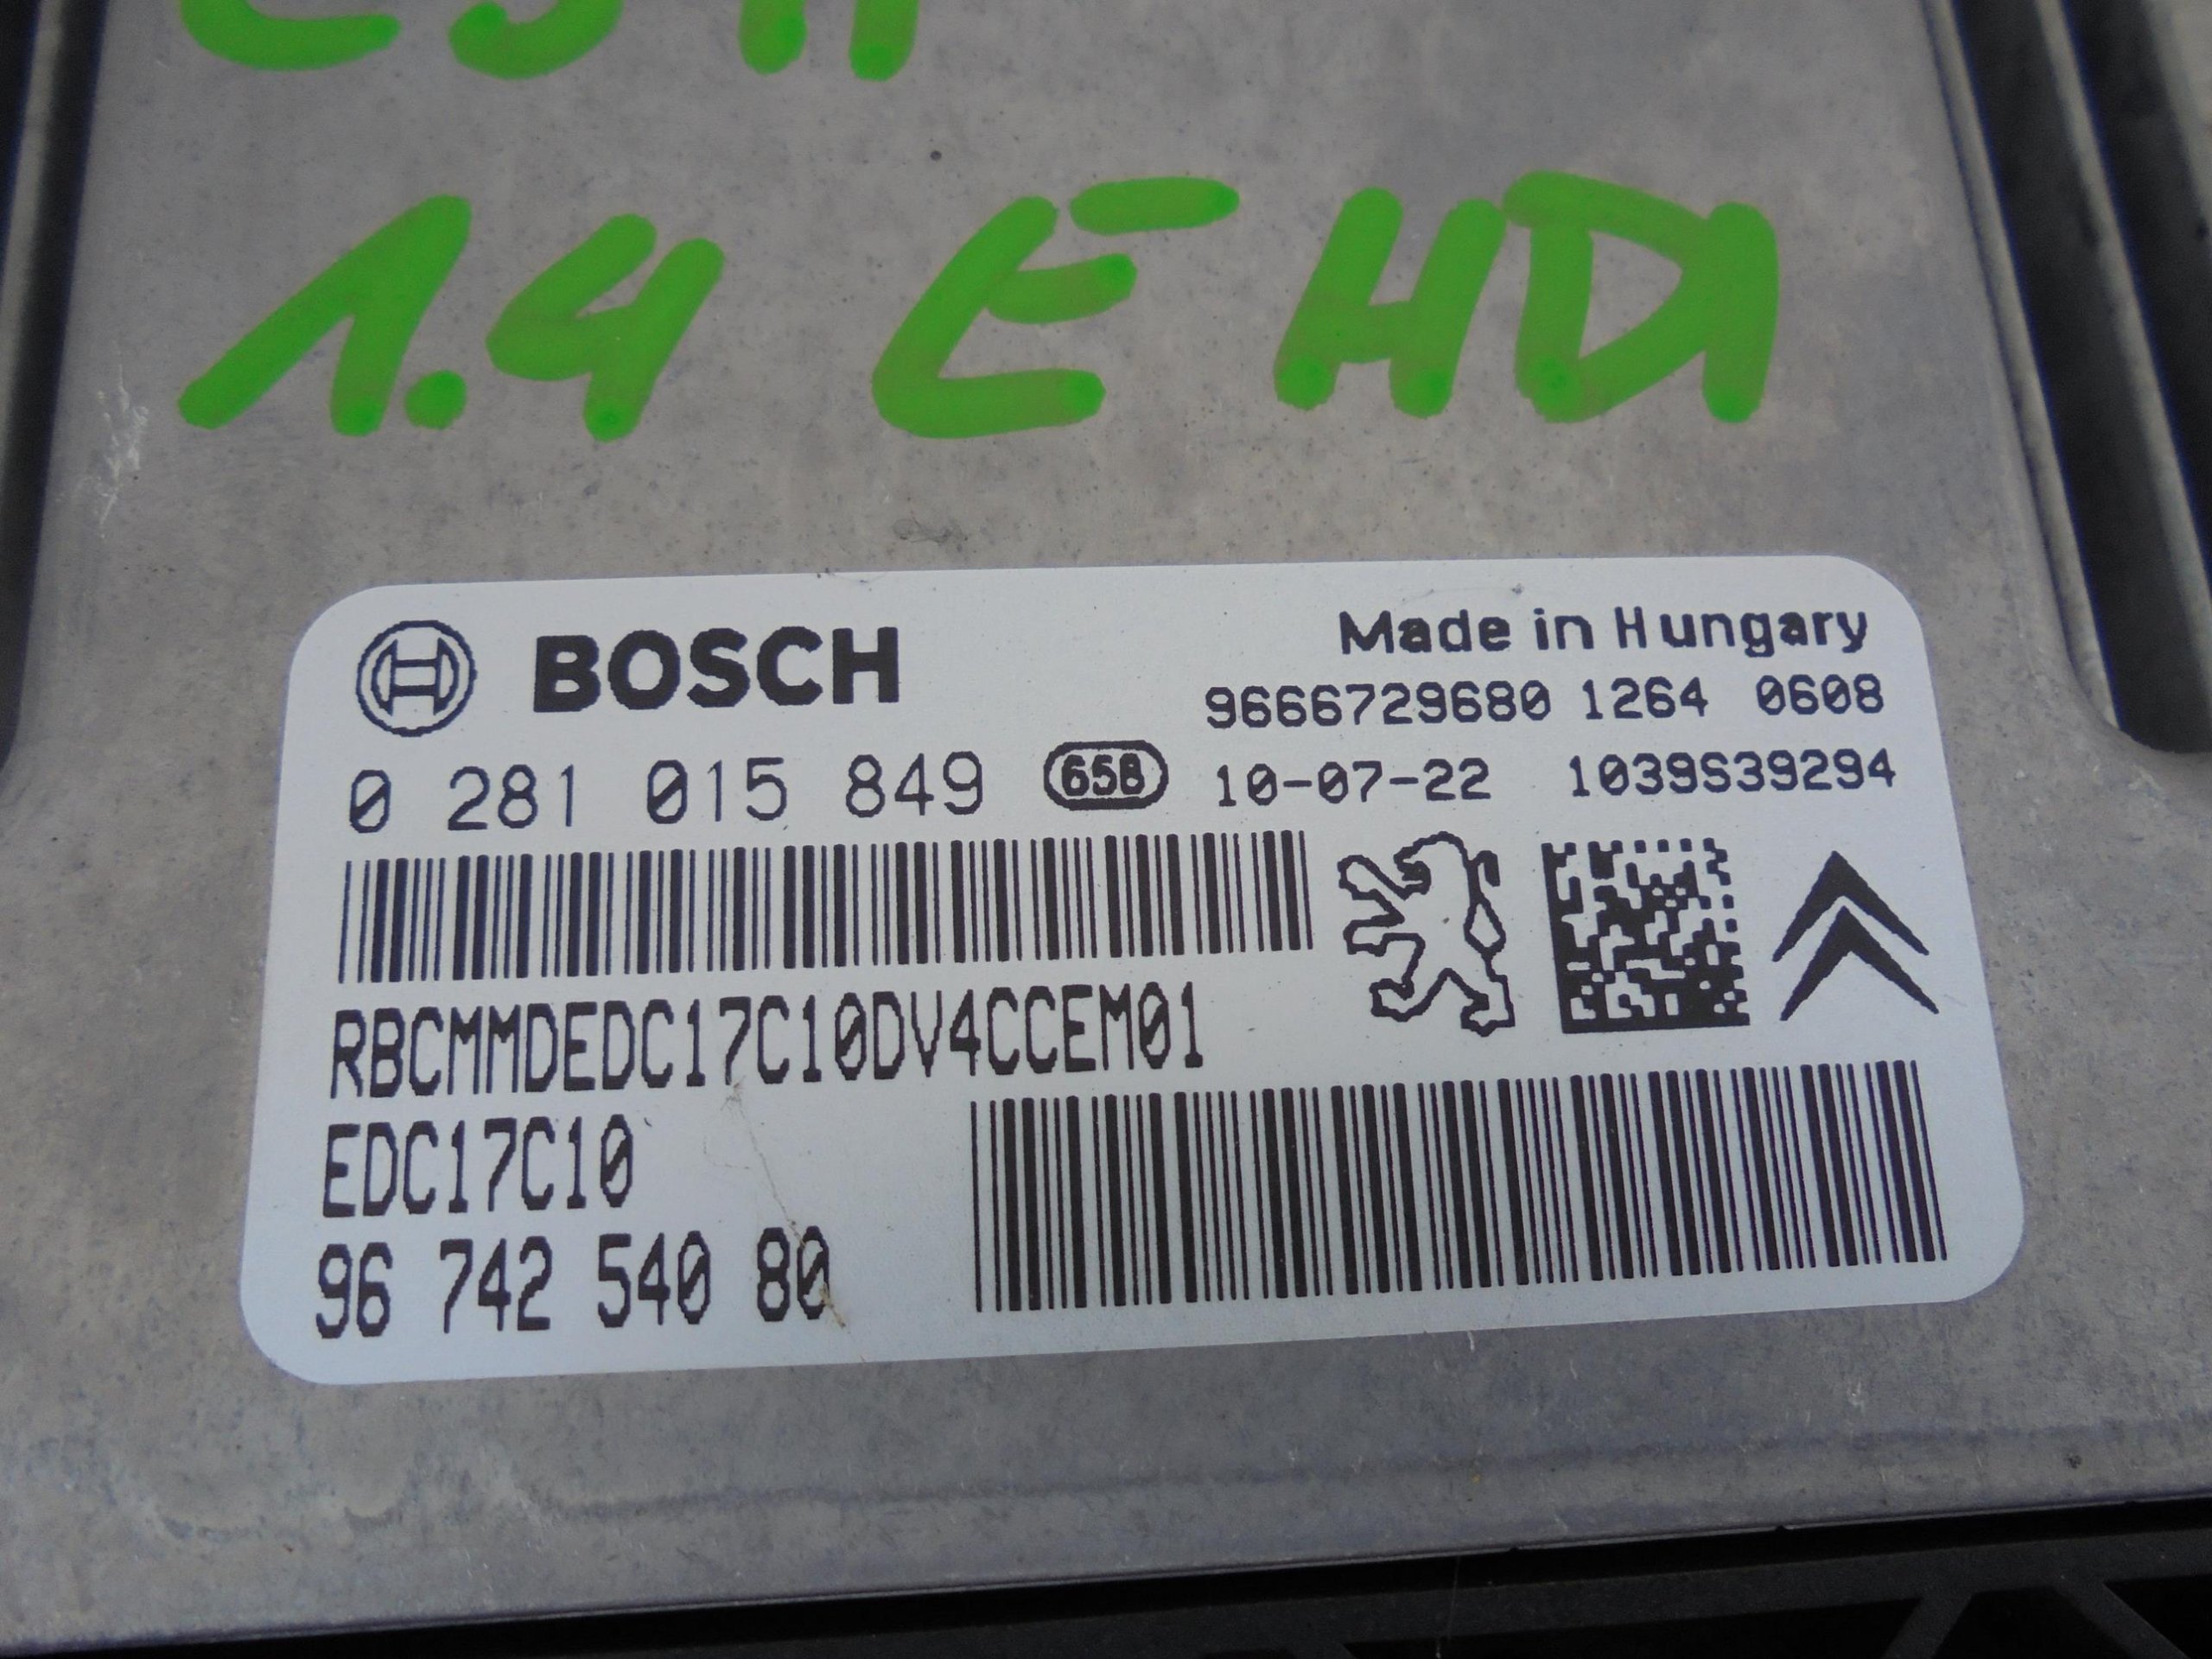 1.4 E HDI
BOSCH
Made in Hungary
9666729680 1264 0608
0 281 015 849 658 10-07-22 1039S39294
RBCMMDEDC17C10DV4CCEM01
EDC17C10
96 742 540 80